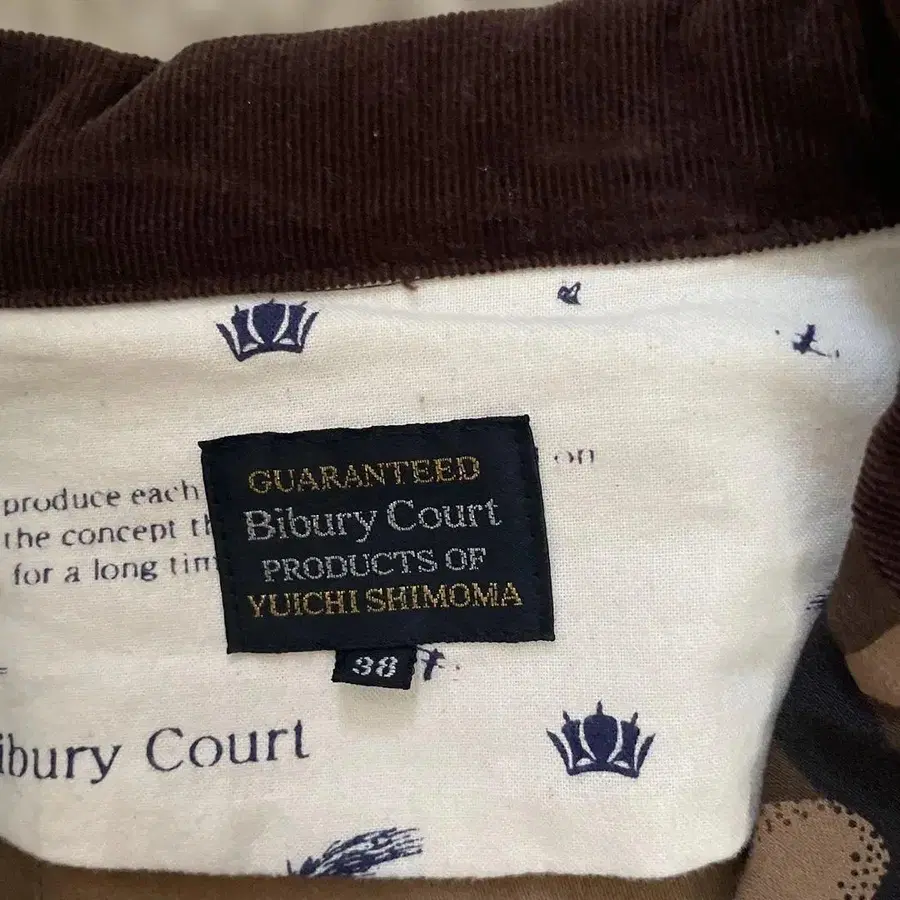 on
produce each
the concept th
for a long tim
GUARANTEED
Bibury Court
PRODUCTS OF
YUICHI SHIMOMA
38
ibury Court